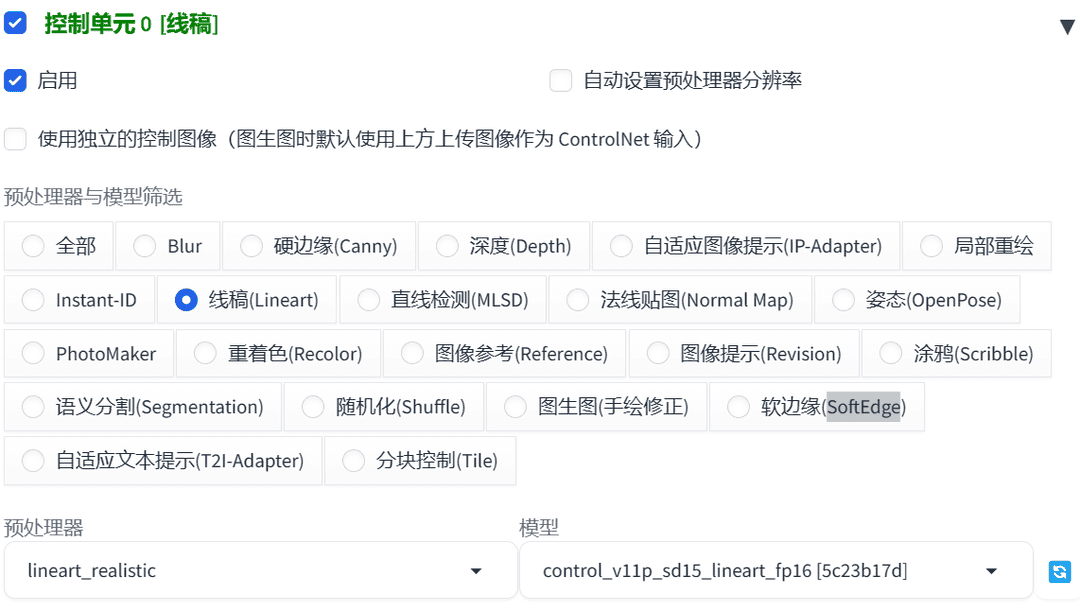 控制单元 0 [线稿]
启用 自动设置预处理器分辨率
使用独立的控制图像（图生图时默认使用上方上传图像作为 ControlNet 输入）
预处理器与模型筛选
全部 Blur 硬边缘(Canny) 深度(Depth) 自适应图像提示(IP-Adapter) 局部重绘
Instant-ID 线稿(Lineart) 直线检测(MLSD) 法线贴图(Normal Map) 姿态(OpenPose)
PhotoMaker 重着色(Recolor) 图像参考(Reference) 图像提示(Revision) 涂鸦(Scribble)
语义分割(Segmentation) 随机化(Shuffle) 图生图(手绘修正) 软边缘(SoftEdge)
自适应文本提示(T2I-Adapter) 分块控制(Tile)
预处理器 模型
lineart_realistic control_v11p_sd15_lineart_fp16 [5c23b17d]